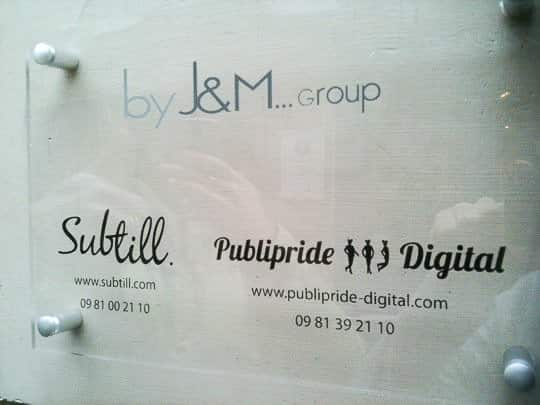 by J&M... Group
Subtill.
www.subtill.com
09 81 00 21 10
Publipride Digital
www.publipride-digital.com
09 81 39 21 10